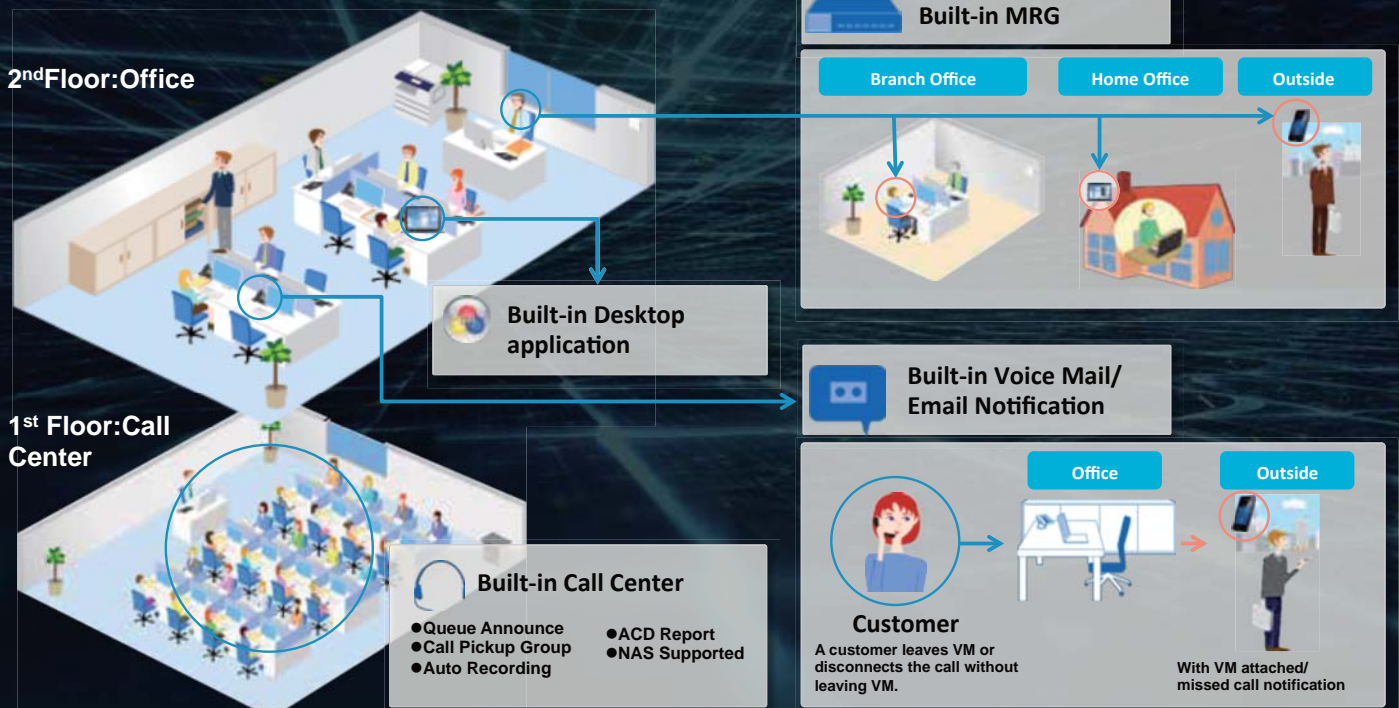 2ndFloor:Office
Built-in Desktop
application
1st Floor:Call
Center
Built-in Call Center
●Queue Announce
●Call Pickup Group
●Auto Recording
●ACD Report
●NAS Supported
Built-in MRG
Branch Office
Home Office
Outside
Built-in Voice Mail/
Email Notification
Office
Outside
Customer
A customer leaves VM or
disconnects the call without
leaving VM.
With VM attached/
missed call notification